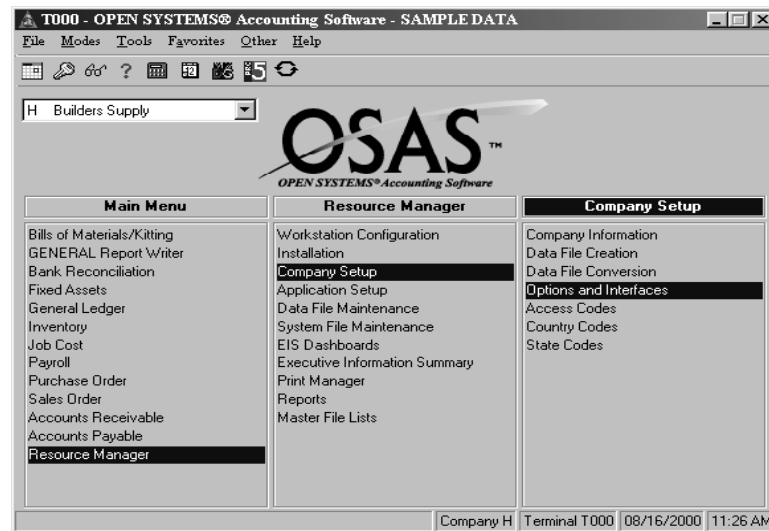 T000 - OPEN SYSTEMS® Accounting Software - SAMPLE DATA
File Modes Tools Favorites Other Help
H Builders Supply
OSAS™
OPEN SYSTEMS® Accounting Software
Main Menu
Bills of Materials/Kitting
GENERAL Report Writer
Bank Reconciliation
Fixed Assets
General Ledger
Inventory
Job Cost
Payroll
Purchase Order
Sales Order
Accounts Receivable
Accounts Payable
Resource Manager
Resource Manager
Workstation Configuration
Installation
Company Setup
Application Setup
Data File Maintenance
System File Maintenance
EIS Dashboards
Executive Information Summary
Print Manager
Reports
Master File Lists
Company Setup
Company Information
Data File Creation
Data File Conversion
Options and Interfaces
Access Codes
Country Codes
State Codes
Company H Terminal T000 08/16/2000 11:26 AM